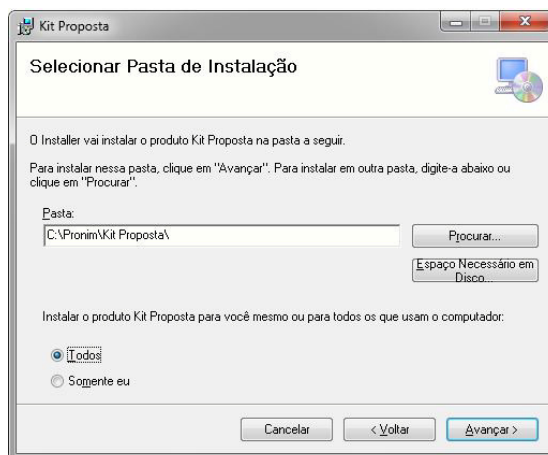 Kit Proposta
Selecionar Pasta de Instalação
O Installer vai instalar o produto Kit Proposta na pasta a seguir.
Para instalar nessa pasta, clique em "Avançar". Para instalar em outra pasta, digite-a abaixo ou
clique em "Procurar".
Pasta:
C:\Pronim\Kit Proposta\
Procurar...
Espaço Necessário em
Disco...
Instalar o produto Kit Proposta para você mesmo ou para todos os que usam o computador:
Todos
Somente eu
Cancelar
< Voltar
Avançar >